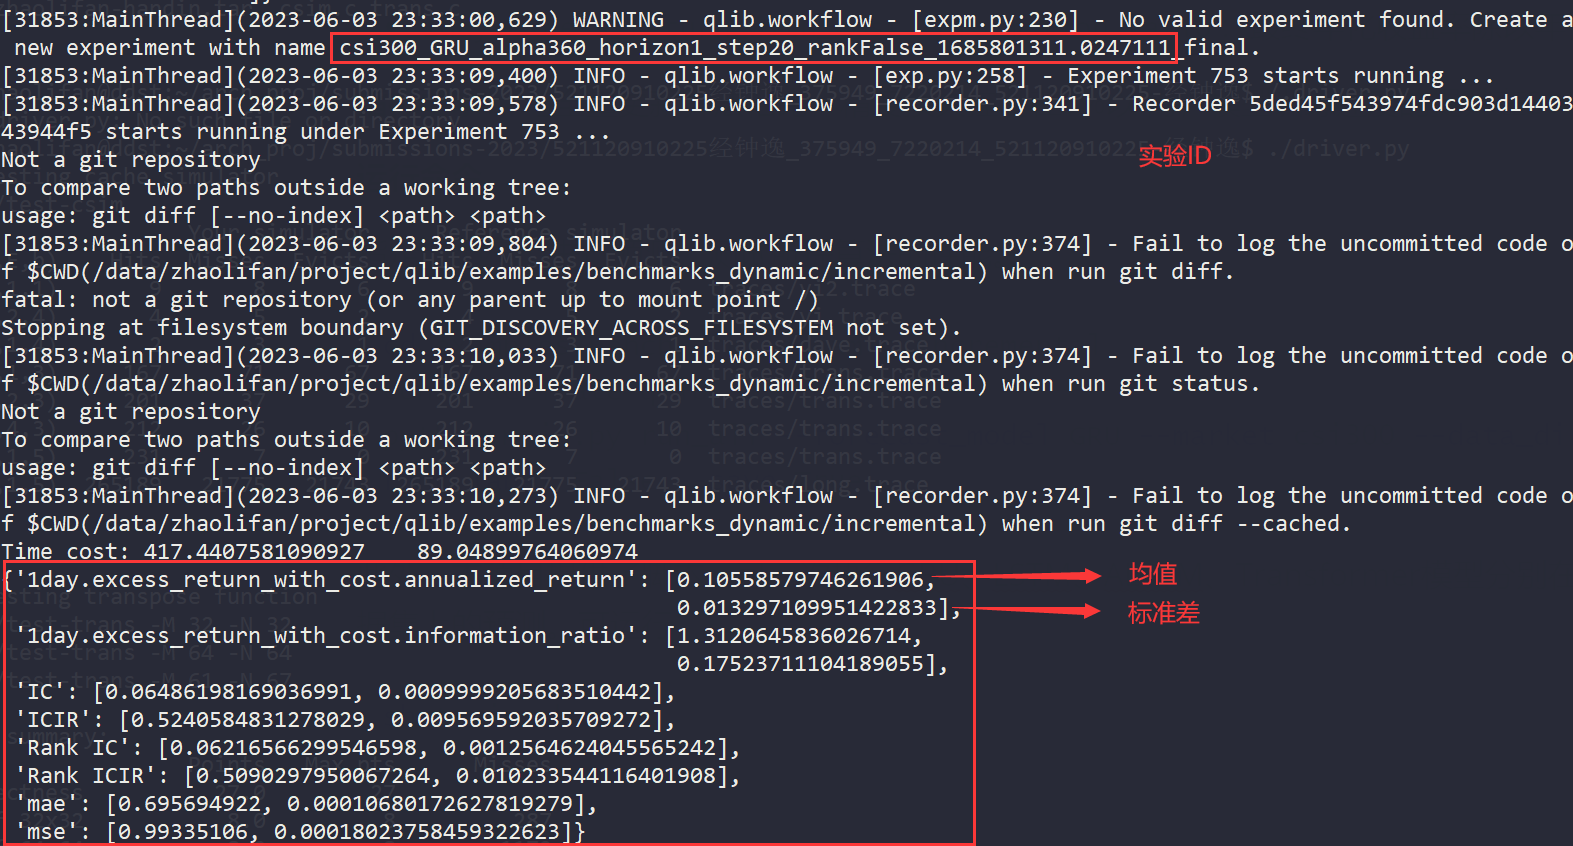 [31853:MainThread](2023-06-03 23:33:00,629) WARNING - qlib.workflow - [expm.py:230] - No valid experiment found. Create a
new experiment with name csi300_GRU_alpha360_horizon1_step20_rankFalse_1685801311.0247111_final.
[31853:MainThread](2023-06-03 23:33:09,400) INFO - qlib.workflow - [exp.py:258] - Experiment 753 starts running ...
[31853:MainThread](2023-06-03 23:33:09,578) INFO - qlib.workflow - [recorder.py:341] - Recorder 5ded45f543974fdc903d14403
43944f5 starts running under Experiment 753 ...
Not a git repository
实验ID
To compare two paths outside a working tree:
usage: git diff [--no-index] <path> <path>
[31853:MainThread](2023-06-03 23:33:09,804) INFO - qlib.workflow - [recorder.py:374] - Fail to log the uncommitted code o
f $CWD(/data/zhaolifan/project/qlib/examples/benchmarks_dynamic/incremental) when run git diff.
fatal: not a git repository (or any parent up to mount point /)
Stopping at filesystem boundary (GIT_DISCOVERY_ACROSS_FILESYSTEM not set).
[31853:MainThread](2023-06-03 23:33:10,033) INFO - qlib.workflow - [recorder.py:374] - Fail to log the uncommitted code o
f $CWD(/data/zhaolifan/project/qlib/examples/benchmarks_dynamic/incremental) when run git status.
Not a git repository
To compare two paths outside a working tree:
usage: git diff [--no-index] <path> <path>
[31853:MainThread](2023-06-03 23:33:10,273) INFO - qlib.workflow - [recorder.py:374] - Fail to log the uncommitted code o
f $CWD(/data/zhaolifan/project/qlib/examples/benchmarks_dynamic/incremental) when run git diff --cached.
Time cost: 417.4407581090927    89.04899764060974
{'1day.excess_return_with_cost.annualized_return': [0.10558579746261906, 均值
0.013297109951422833], 标准差
'1day.excess_return_with_cost.information_ratio': [1.3120645836026714,
0.17523711104189055],
'IC': [0.06486198169036991, 0.0009999205683510442],
'ICIR': [0.5240584831278029, 0.009569592035709272],
'Rank IC': [0.06216566299546598, 0.0012564624045565242],
'Rank ICIR': [0.5090297950067264, 0.010233544116401908],
'mae': [0.695694922, 0.00010680172627819279],
'mse': [0.99335106, 0.00018023758459322623]}